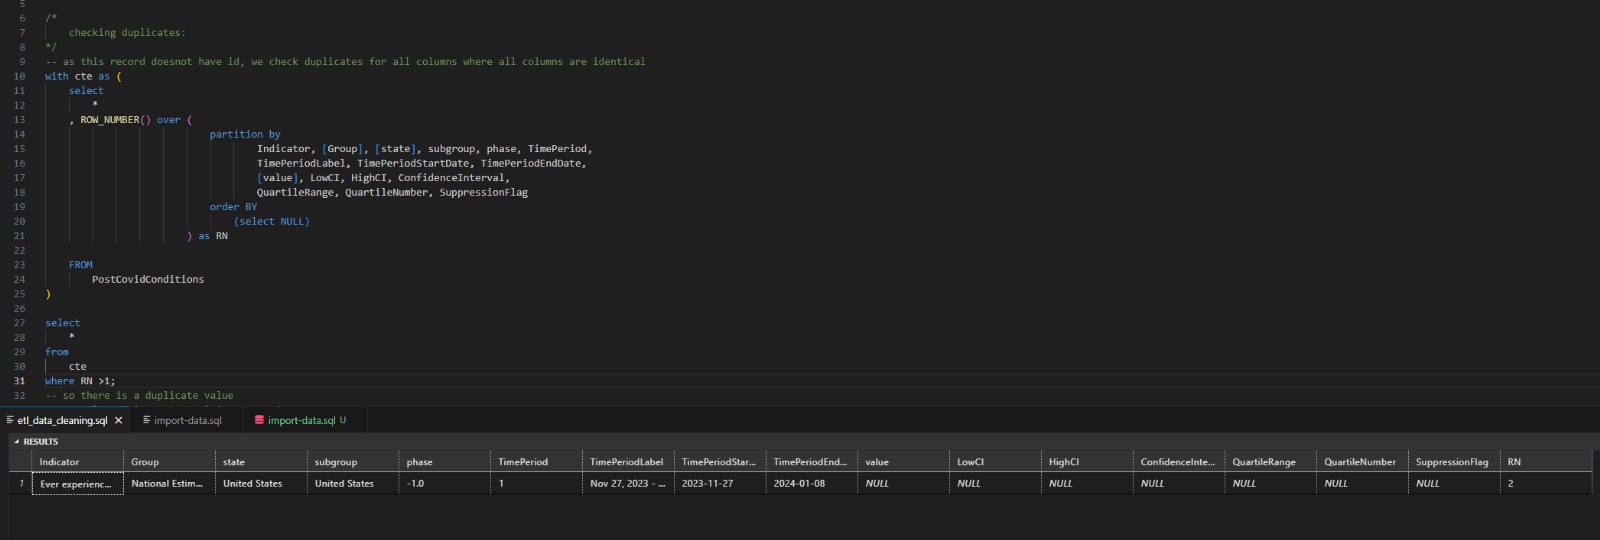 5
6 /*
7 checking duplicates:
8 */
9 -- as this record doesnot have id, we check duplicates for all columns where all columns are identical
10 with cte as (
11 select
12 *
13 , ROW_NUMBER() over (
14 partition by
15 Indicator, [Group], [state], subgroup, phase, TimePeriod,
16 TimePeriodLabel, TimePeriodStartDate, TimePeriodEndDate,
17 [value], LowCI, HighCI, ConfidenceInterval,
18 QuartileRange, QuartileNumber, SuppressionFlag
19 order BY
20 (select NULL)
21 ) as RN
22
23 FROM
24 PostCovidConditions
25 )
26
27 select
28 *
29 from
30 cte
31 where RN >1;
32 -- so there is a duplicate value
etl_data_cleaning.sql import-data.sql import-data.sql U
RESULTS
Indicator Group state subgroup phase TimePeriod TimePeriodLabel TimePeriodStar... TimePeriodEnd... value LowCI HighCI ConfidenceInte... QuartileRange QuartileNumber SuppressionFlag RN
1 Ever experienc... National Estim... United States United States -1.0 1 Nov 27, 2023 - ... 2023-11-27 2024-01-08 NULL NULL NULL NULL NULL NULL NULL 2